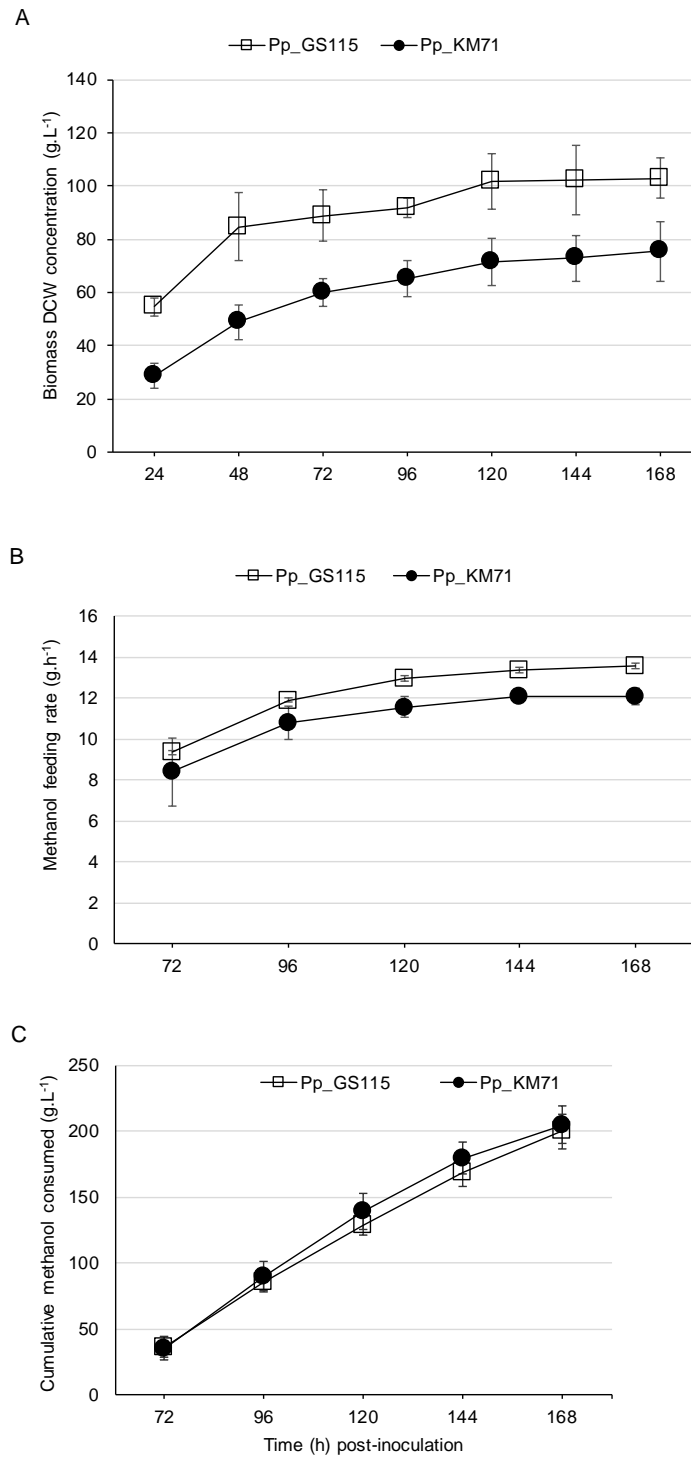 A
Pp_GS115 Pp_KM71
Biomass DCW concentration (g.L⁻¹)
140
120
100
80
60
40
20
0
24 48 72 96 120 144 168
B
Pp_GS115 Pp_KM71
Methanol feeding rate (g.h⁻¹)
16
14
12
10
8
6
4
2
0
72 96 120 144 168
C
Pp_GS115 Pp_KM71
Cumulative methanol consumed (g.L⁻¹)
250
200
150
100
50
0
72 96 120 144 168
Time (h) post-inoculation